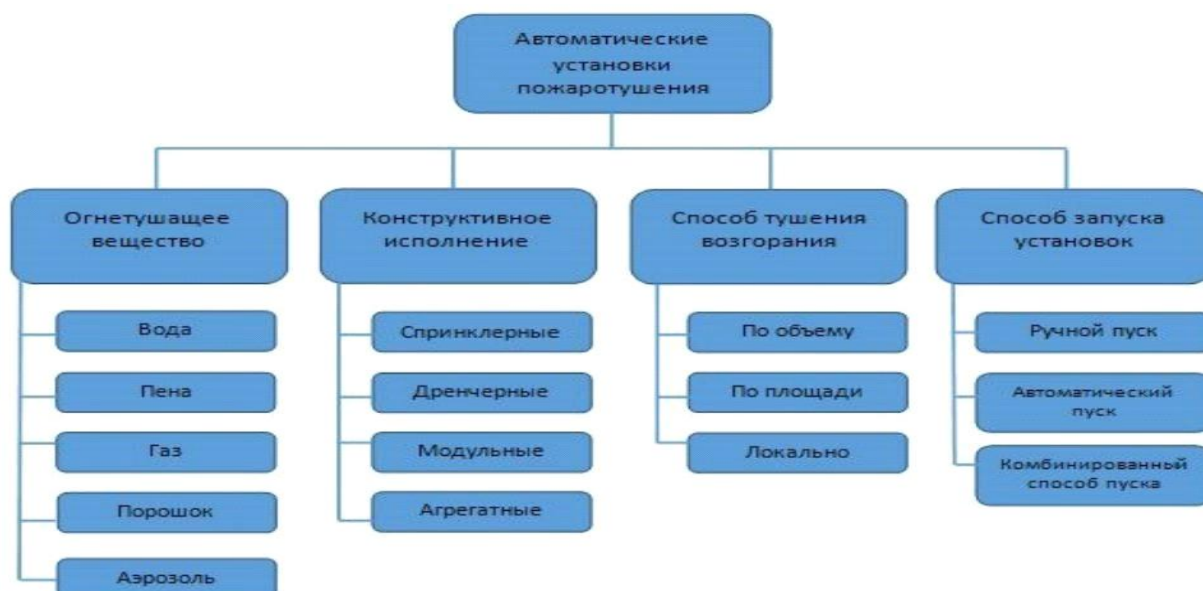 Автоматические
установки
пожаротушения
Огнетушащее
вещество
Вода
Пена
Газ
Порошок
Аэрозоль
Конструктивное
исполнение
Спринклерные
Дренчерные
Модульные
Агрегатные
Способ тушения
возгорания
По объему
По площади
Локально
Способ запуска
установок
Ручной пуск
Автоматический
пуск
Комбинированный
способ пуска